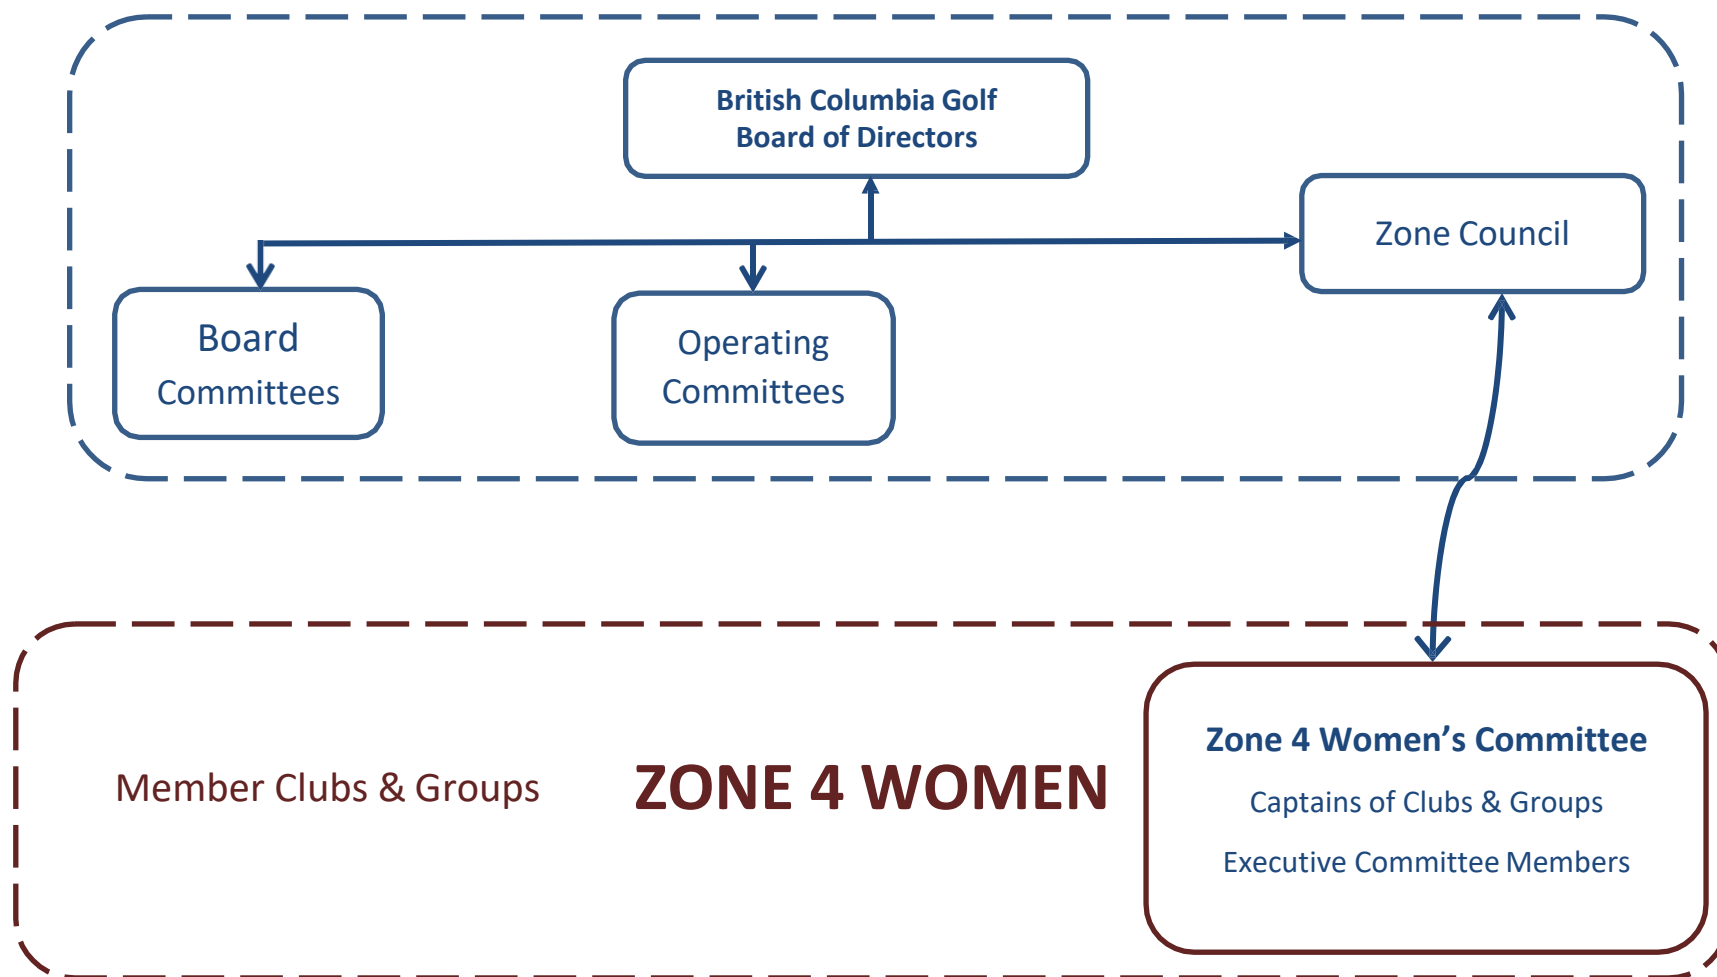 British Columbia Golf
Board of Directors
Zone Council
Board
Committees
Operating
Committees
Member Clubs & Groups
ZONE 4 WOMEN
Zone 4 Women’s Committee
Captains of Clubs & Groups
Executive Committee Members